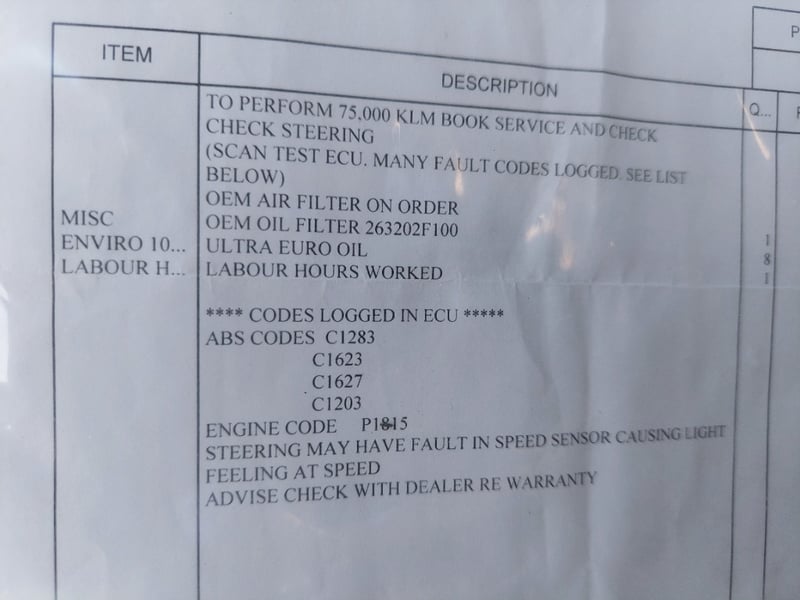 ITEM
DESCRIPTION
Q...
TO PERFORM 75,000 KLM BOOK SERVICE AND CHECK
CHECK STEERING
(SCAN TEST ECU. MANY FAULT CODES LOGGED. SEE LIST
BELOW)
OEM AIR FILTER ON ORDER
MISC OEM OIL FILTER 263202F100 1
ENVIRO 10... ULTRA EURO OIL 8
LABOUR H... LABOUR HOURS WORKED 1
**** CODES LOGGED IN ECU *****
ABS CODES C1283
C1623
C1627
C1203
ENGINE CODE P1815
STEERING MAY HAVE FAULT IN SPEED SENSOR CAUSING LIGHT
FEELING AT SPEED
ADVISE CHECK WITH DEALER RE WARRANTY